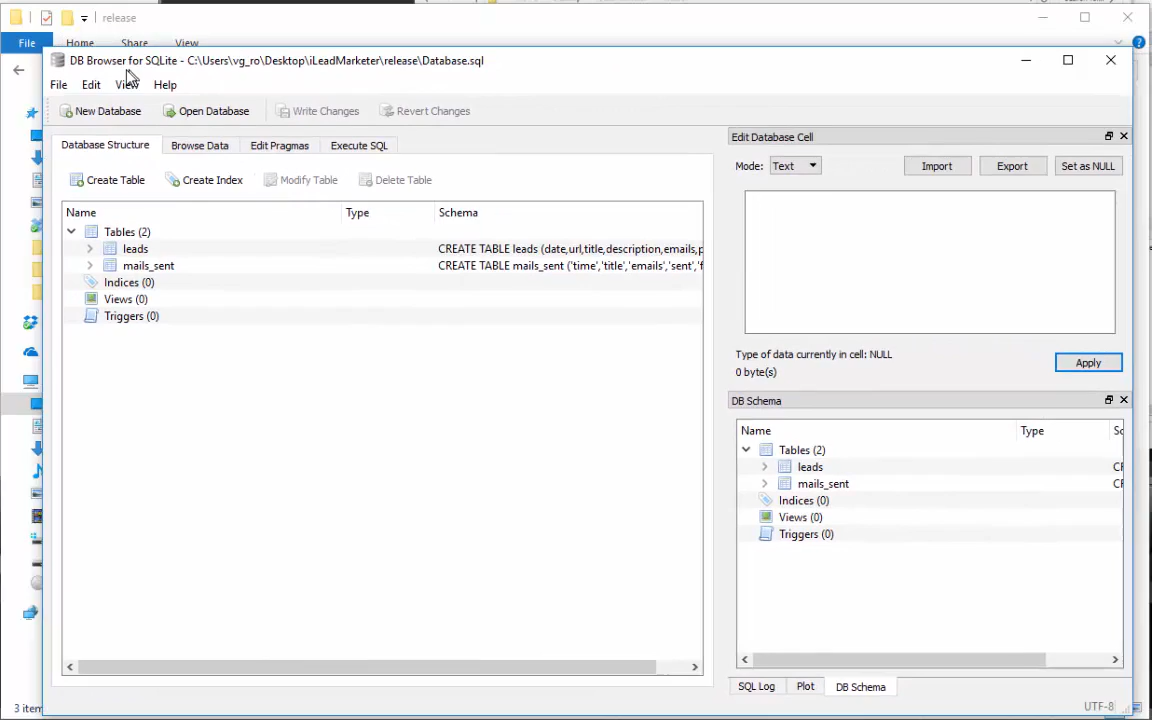 release
File Home Share View
DB Browser for SQLite - C:\Users\vg_ro\Desktop\iLeadMarketer\release\Database.sql
File Edit View Help
New Database Open Database Write Changes Revert Changes
Database Structure Browse Data Edit Pragmas Execute SQL
Create Table Create Index Modify Table Delete Table
Name Type Schema
Tables (2)
leads CREATE TABLE leads (date,url,title,description,emails,p
mails_sent CREATE TABLE mails_sent ('time','title','emails','sent','f
Indices (0)
Views (0)
Triggers (0)
Edit Database Cell
Mode: Text Import Export Set as NULL
Type of data currently in cell: NULL
0 byte(s)
Apply
DB Schema
Name Type Sc
Tables (2)
leads CF
mails_sent CF
Indices (0)
Views (0)
Triggers (0)
SQL Log Plot DB Schema
UTF-8
3 item